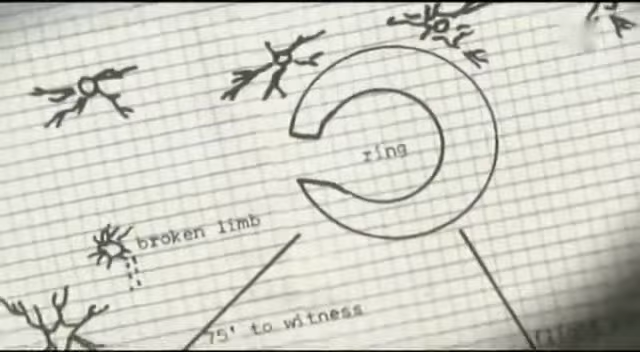 ring
broken limb
75' to witness